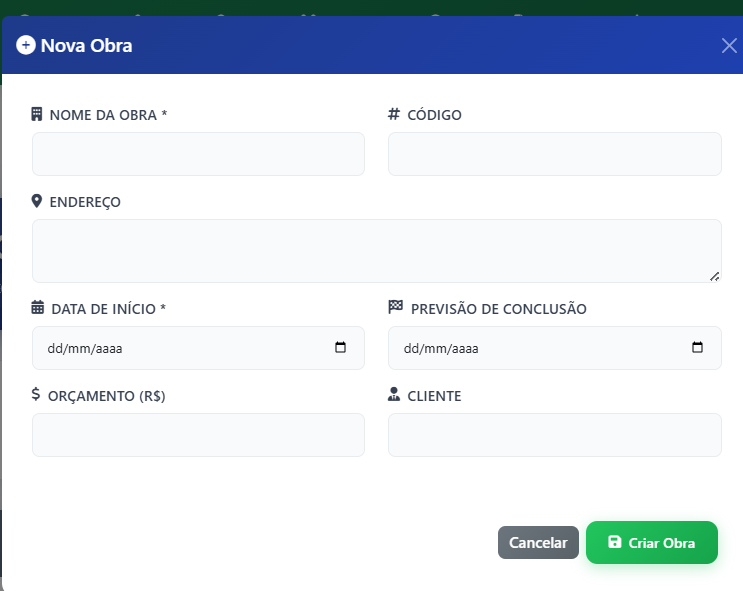 Nova Obra
NOME DA OBRA *
# CÓDIGO
ENDEREÇO
DATA DE INÍCIO *
PREVISÃO DE CONCLUSÃO
dd/mm/aaaa
dd/mm/aaaa
$ ORÇAMENTO (R$)
CLIENTE
Cancelar
Criar Obra